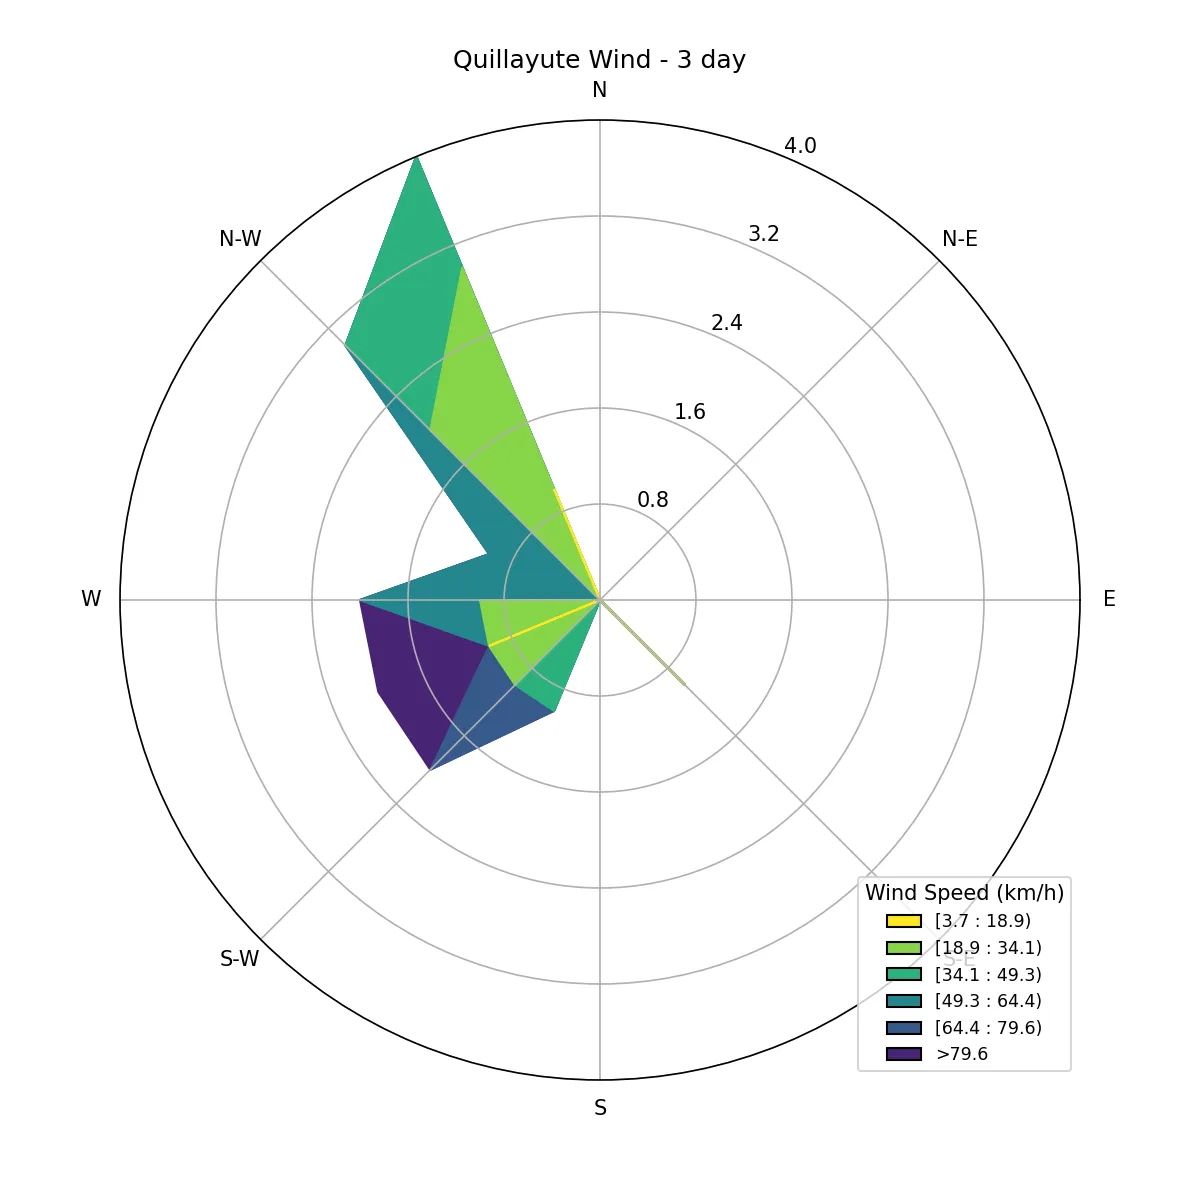 Quillayute Wind - 3 day
N
4.0
N-W
3.2
N-E
2.4
1.6
0.8
W
E
S-W
S-E
Wind Speed (km/h)
[3.7 : 18.9)
[18.9 : 34.1)
[34.1 : 49.3)
[49.3 : 64.4)
[64.4 : 79.6)
>79.6
S